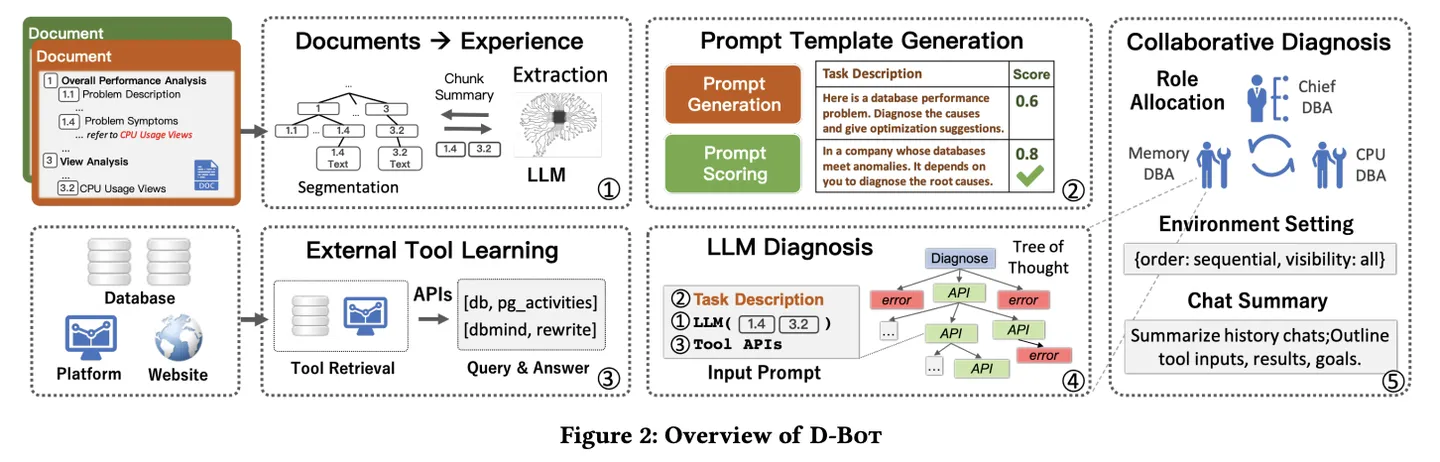 Document
Document
1 Overall Performance Analysis
1.1 Problem Description
...
1.4 Problem Symptoms
... refer to CPU Usage Views
...
3 View Analysis
...
3.2 CPU Usage Views
DOC
Documents → Experience
...
1 ... 3
1.1 ... 1.4 3.2
1.4 Text
3.2 Text
Segmentation
Chunk
Summary
1.4 3.2
Extraction
LLM
①
Prompt Template Generation
Prompt
Generation
Prompt
Scoring
Task Description Score
Here is a database performance
problem. Diagnose the causes
and give optimization suggestions.
0.6
In a company whose databases
meet anomalies. It depends on
you to diagnose the root causes.
0.8
②
Database
Platform
Website
External Tool Learning
Tool Retrieval
APIs
[db, pg_activities]
[dbmind, rewrite]
Query & Answer
③
LLM Diagnosis
② Task Description
① LLM( 1.4 3.2 )
③ Tool APIs
Input Prompt
Tree of
Thought
Diagnose
error API error
... API API
... API error
④
Collaborative Diagnosis
Role
Allocation
Chief
DBA
Memory
DBA
CPU
DBA
Environment Setting
{order: sequential, visibility: all}
Chat Summary
Summarize history chats;Outline
tool inputs, results, goals.
⑤
Figure 2: Overview of D-Bot